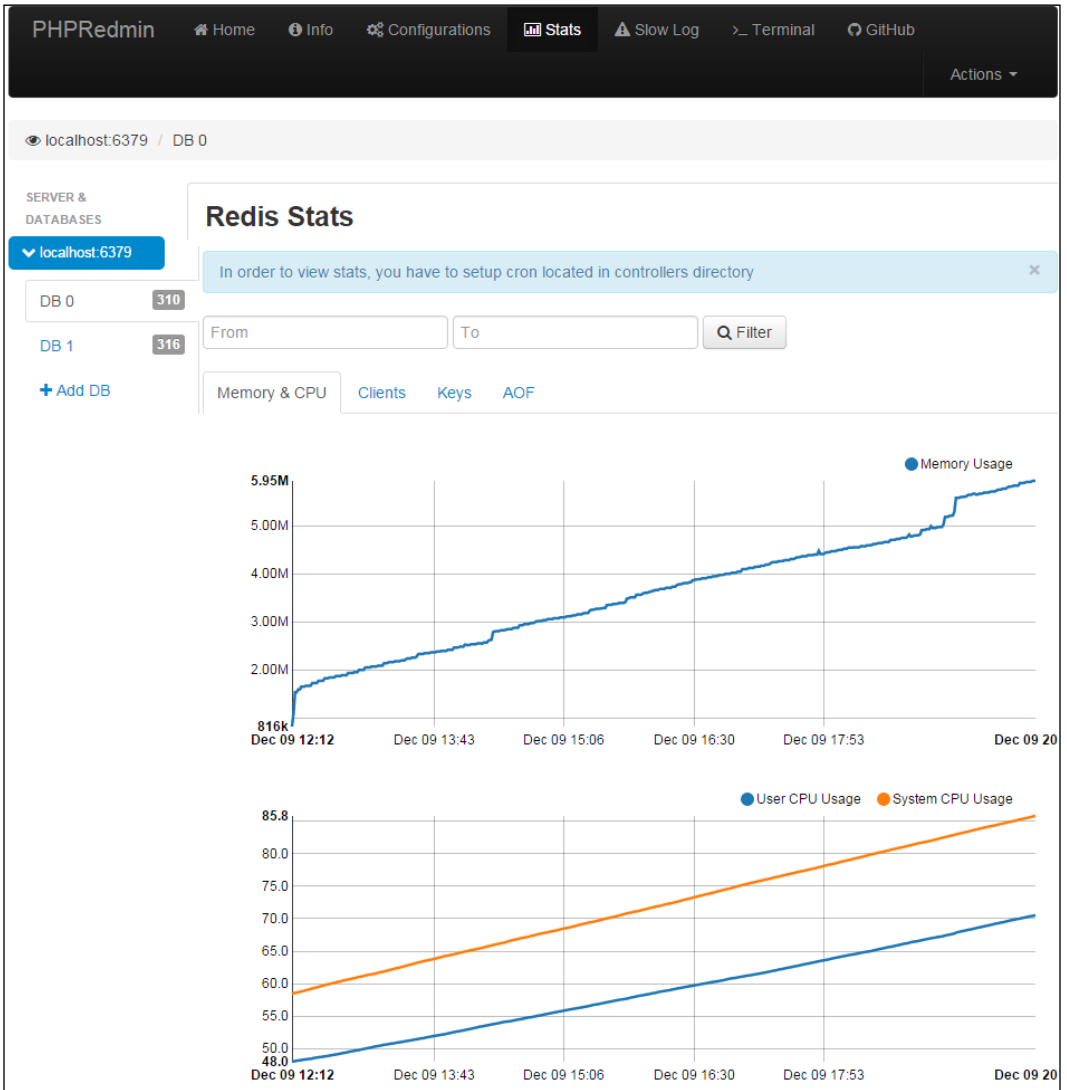 PHPRedmin Home Info Configurations Stats Slow Log Terminal GitHub
Actions
localhost:6379 / DB 0
SERVER &
DATABASES
localhost:6379
DB 0 310
DB 1 316
Add DB
Redis Stats
In order to view stats, you have to setup cron located in controllers directory ×
From To Filter
Memory & CPU Clients Keys AOF
Memory Usage
5.95M
5.00M
4.00M
3.00M
2.00M
816k
Dec 09 12:12 Dec 09 13:43 Dec 09 15:06 Dec 09 16:30 Dec 09 17:53 Dec 09 20
User CPU Usage System CPU Usage
85.8
80.0
75.0
70.0
65.0
60.0
55.0
50.0
48.0
Dec 09 12:12 Dec 09 13:43 Dec 09 15:06 Dec 09 16:30 Dec 09 17:53 Dec 09 20